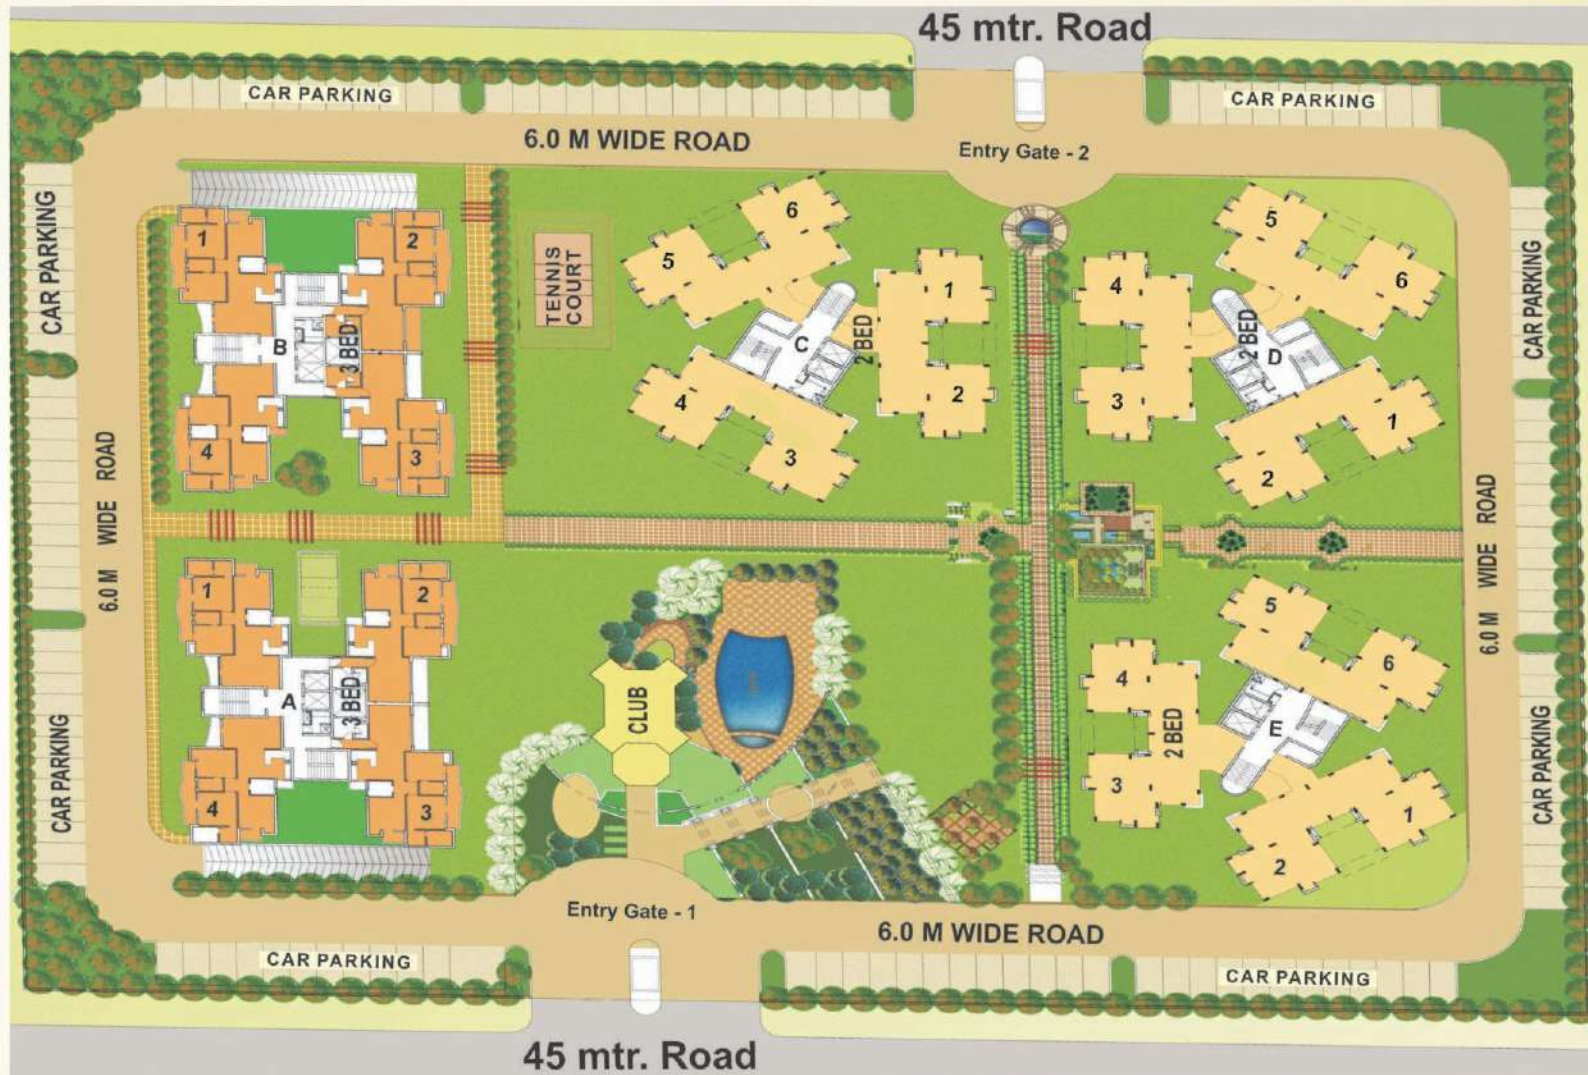 45 mtr. Road
CAR PARKING
CAR PARKING
6.0 M WIDE ROAD
Entry Gate - 2
CAR PARKING
CAR PARKING
CAR PARKING
CAR PARKING
1
2
B
3 BED
4
3
TENNIS
COURT
6
5
C
2 BED
1
2
4
3
5
6
4
2 BED
D
3
1
2
6.0 M WIDE ROAD
6.0 M WIDE ROAD
1
2
A
3 BED
4
3
CLUB
5
6
4
2 BED
E
3
1
2
CAR PARKING
CAR PARKING
Entry Gate - 1
6.0 M WIDE ROAD
CAR PARKING
CAR PARKING
45 mtr. Road